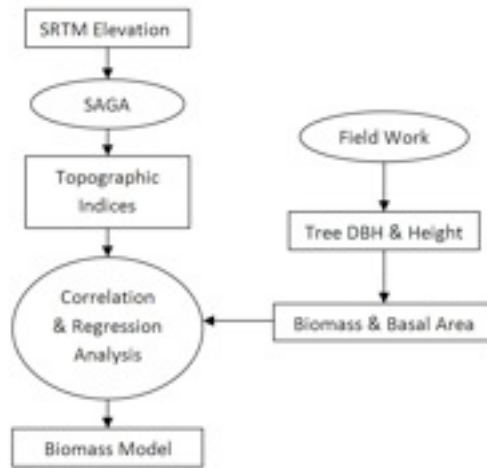 SRTM Elevation
SAGA
Field Work
Topographic
Indices
Tree DBH & Height
Correlation
& Regression
Analysis
Biomass & Basal Area
Biomass Model